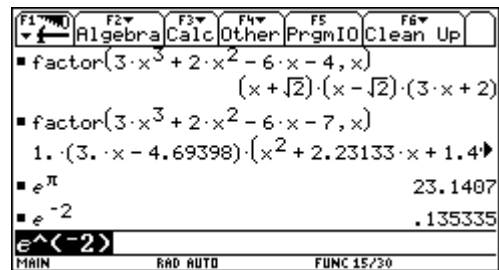 F1 F2 F3 F4 F5 F6
Algebra Calc Other PrgmIO Clean Up
factor(3·x³+2·x²-6·x-4,x)
(x+√2)·(x-√2)·(3·x+2)
factor(3·x³+2·x²-6·x-7,x)
1.·(3.·x-4.69398)·(x²+2.23133·x+1.4
e^π 23.1407
e^-2 .135335
e^(-2)
MAIN RAD AUTO FUNC 15/30